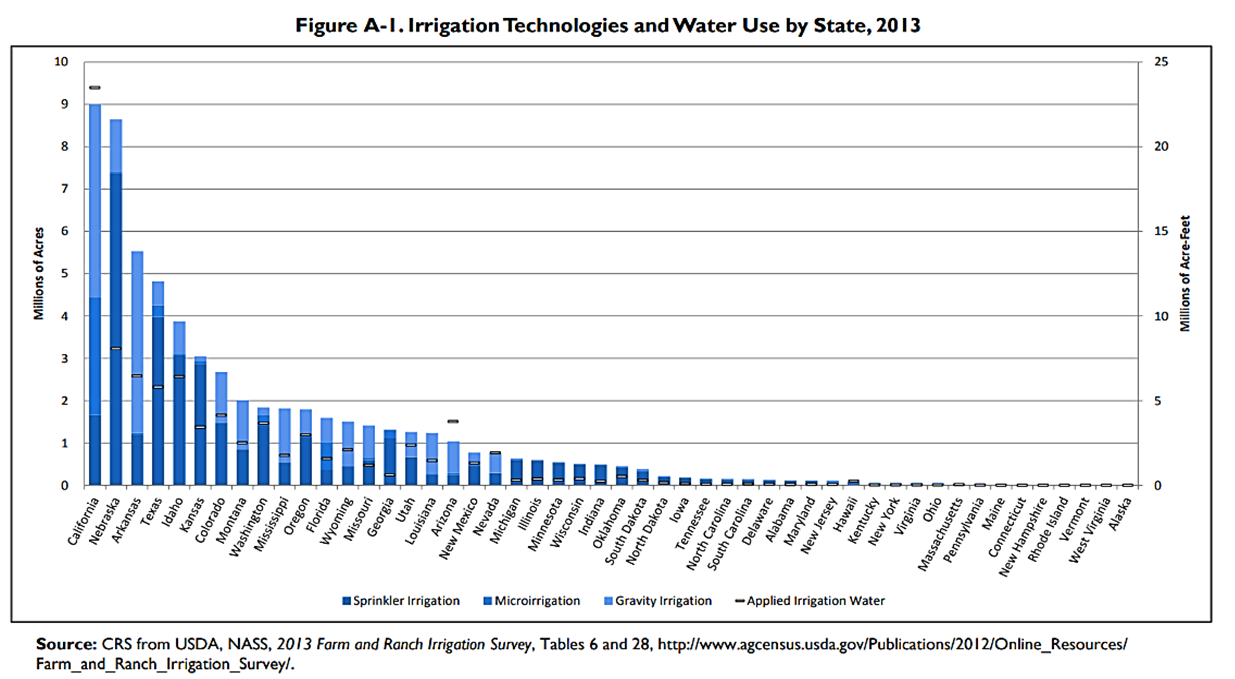 Figure A-1. Irrigation Technologies and Water Use by State, 2013
10
9
8
7
6
5
4
3
2
1
0
Millions of Acres
25
20
15
10
5
0
Millions of Acre-Feet
California
Nebraska
Arkansas
Texas
Idaho
Kansas
Colorado
Montana
Washington
Mississippi
Oregon
Florida
Wyoming
Missouri
Georgia
Utah
Louisiana
Arizona
New Mexico
Nevada
Michigan
Illinois
Minnesota
Wisconsin
Indiana
Oklahoma
South Dakota
North Dakota
Iowa
Tennessee
North Carolina
South Carolina
Delaware
Alabama
Maryland
New Jersey
Hawaii
Kentucky
New York
Virginia
Ohio
Massachusetts
Pennsylvania
Maine
Connecticut
New Hampshire
Rhode Island
Vermont
West Virginia
Alaska
Sprinkler Irrigation Microirrigation Gravity Irrigation Applied Irrigation Water
Source: CRS from USDA, NASS, 2013 Farm and Ranch Irrigation Survey, Tables 6 and 28, http://www.agcensus.usda.gov/Publications/2012/Online_Resources/
Farm_and_Ranch_Irrigation_Survey/.